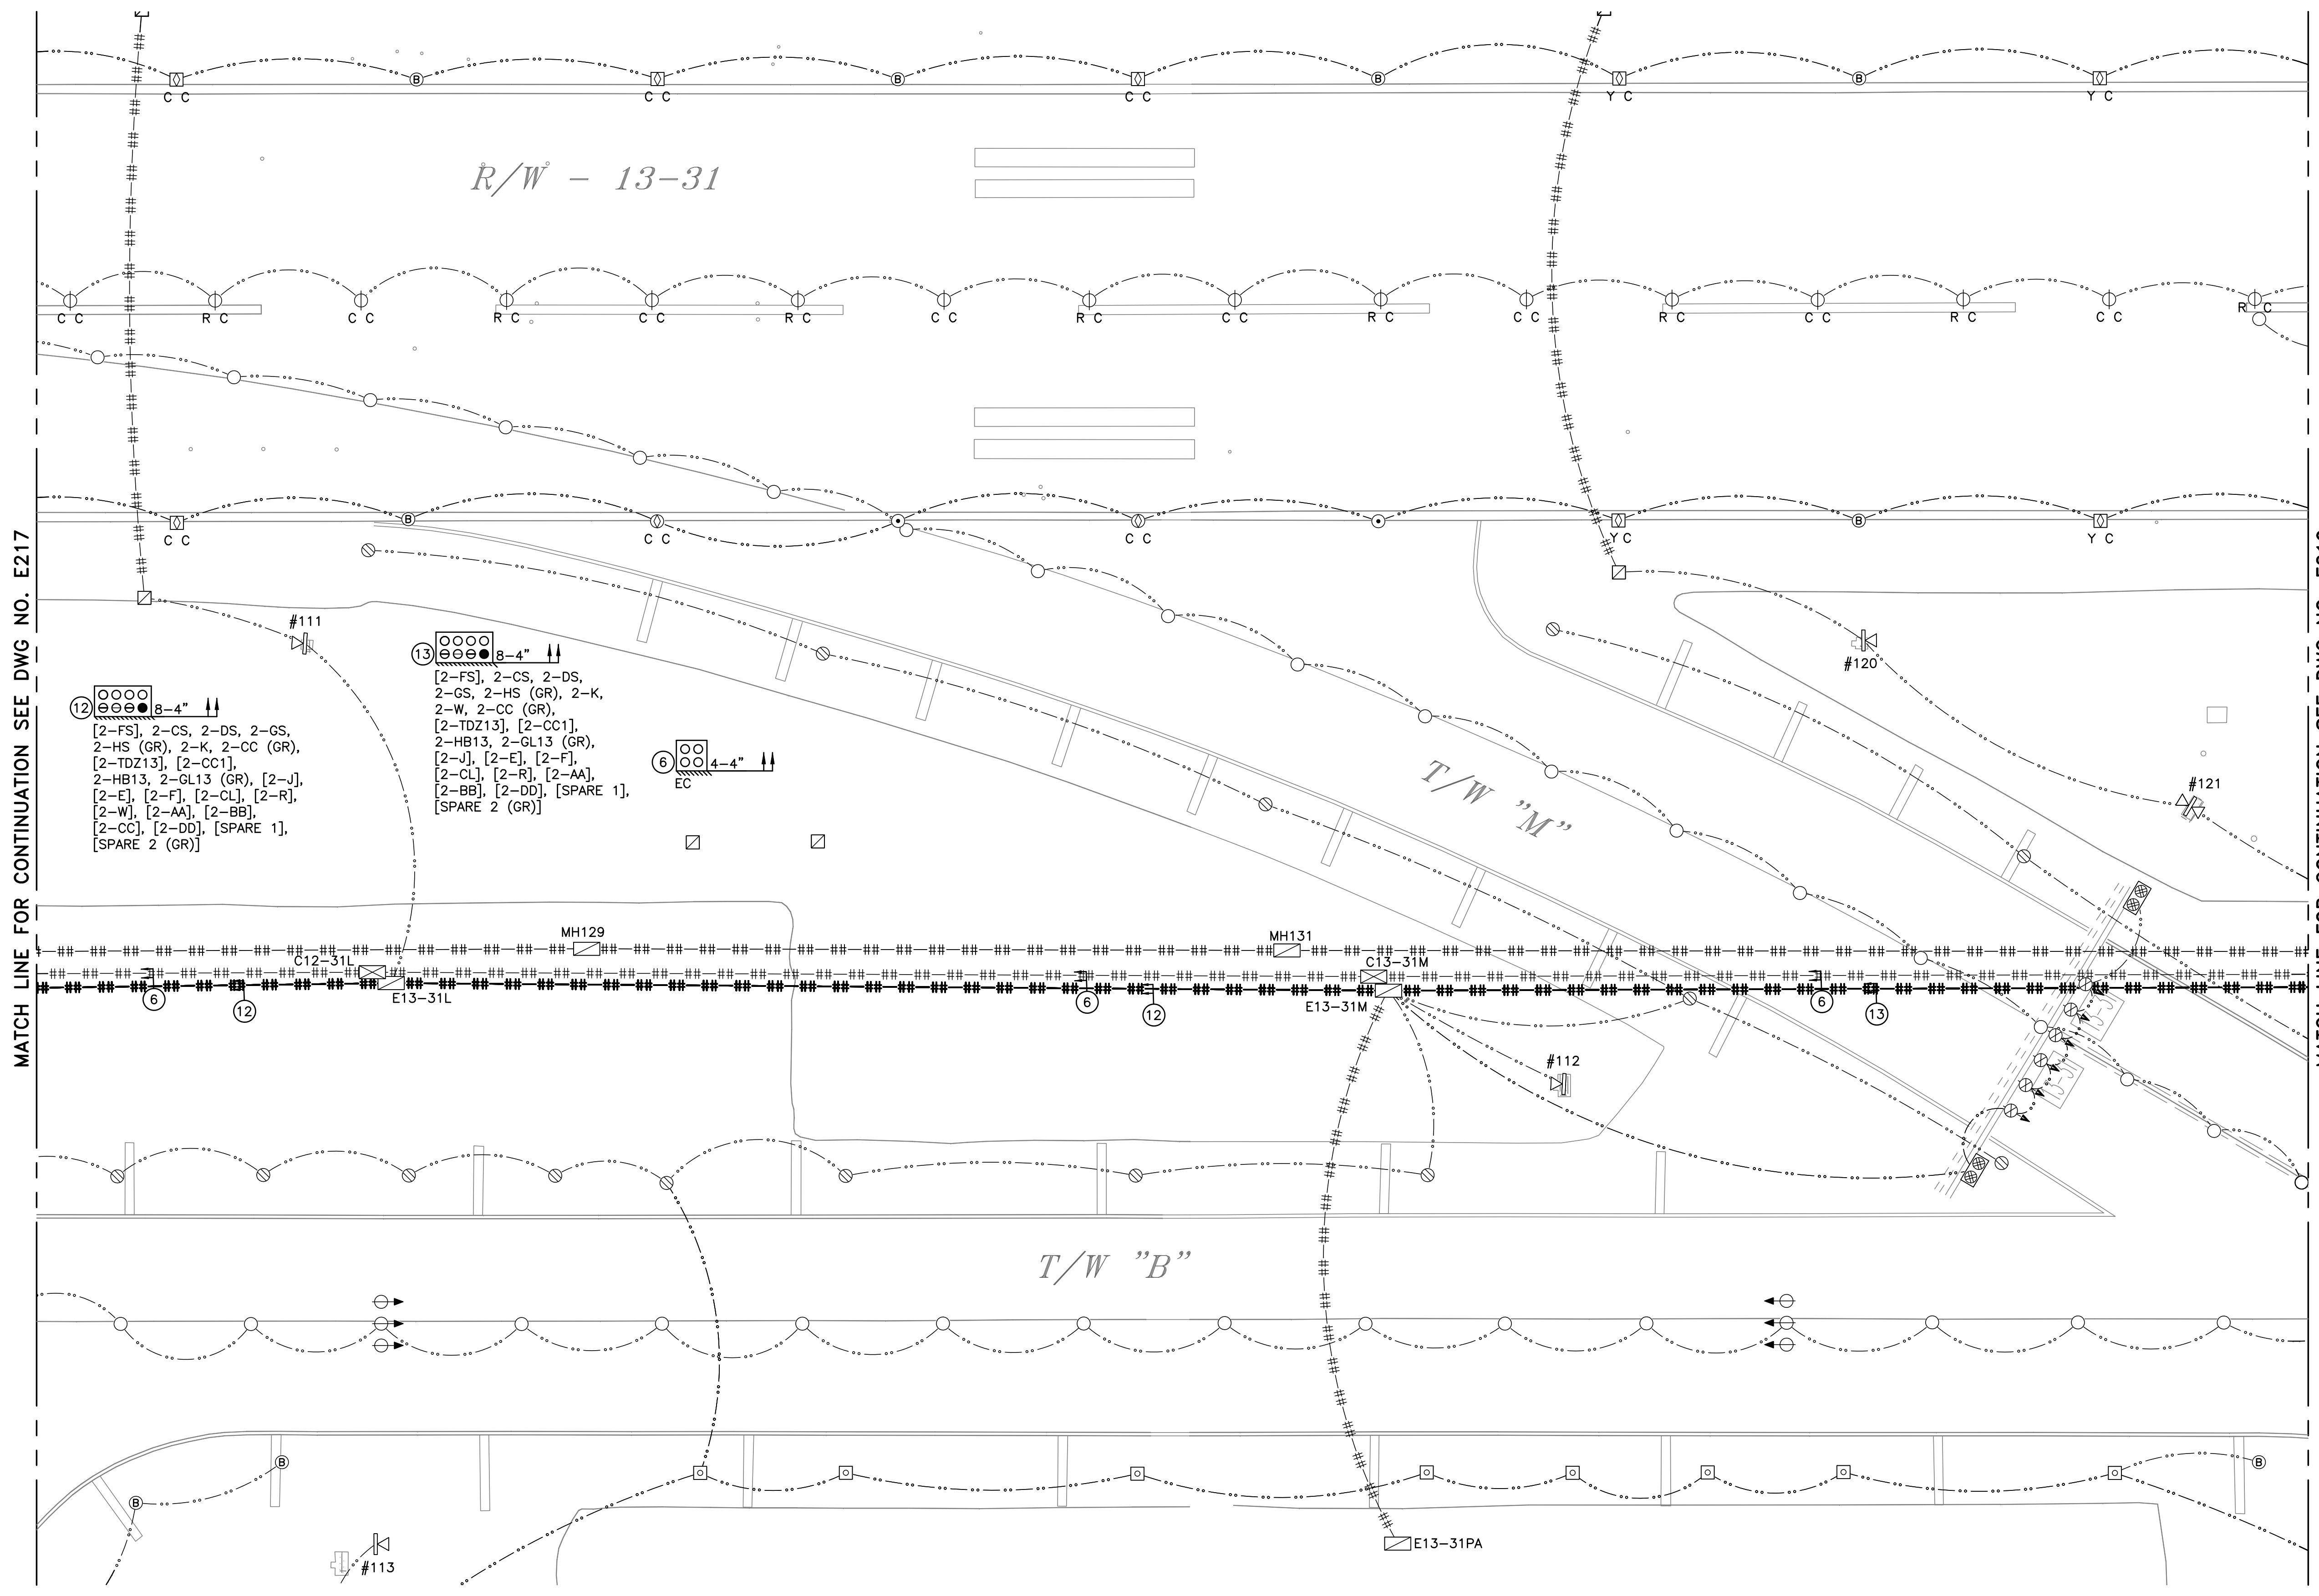 C C
C C
C C
Y C
Y C
B
B
B
B
R/W - 13-31
C C
R C
C C
R C
C C
R C
C C
R C
C C
R C
C C
R C
C C
R C
C C
R C
B
B
C C
C C
C C
Y C
Y C
MATCH LINE FOR CONTINUATION SEE DWG NO. E217
#111
#120
#121
13
8-4"
[2-FS], 2-CS, 2-DS,
2-GS, 2-HS (GR), 2-K,
2-W, 2-CC (GR),
[2-TDZ13], [2-CC1],
2-HB13, 2-GL13 (GR),
[2-J], [2-E], [2-F],
[2-CL], [2-R], [2-AA],
[2-BB], [2-DD], [SPARE 1],
[SPARE 2 (GR)]
12
8-4"
[2-FS], 2-CS, 2-DS, 2-GS,
2-HS (GR), 2-K, 2-CC (GR),
[2-TDZ13], [2-CC1],
2-HB13, 2-GL13 (GR), [2-J],
[2-E], [2-F], [2-CL], [2-R],
[2-W], [2-AA], [2-BB],
[2-CC], [2-DD], [SPARE 1],
[SPARE 2 (GR)]
6
4-4"
EC
T/W "M"
MH129
MH131
C12-31L
C13-31M
E13-31L
E13-31M
6
12
6
12
6
13
#112
T/W "B"
B
B
B
#113
E13-31PA